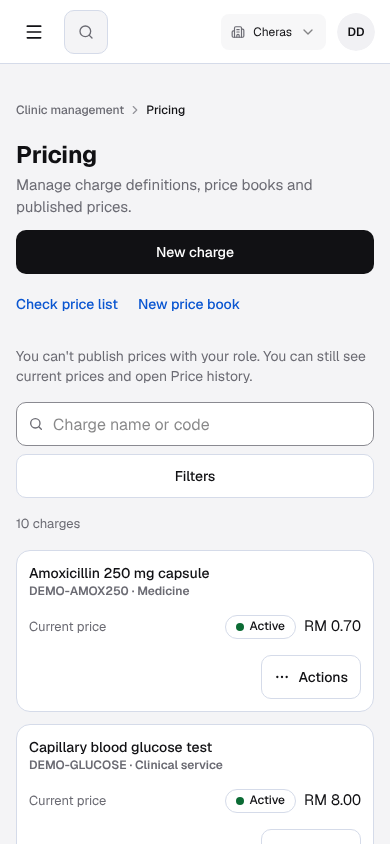 Cheras
DD
Clinic management > Pricing
Pricing
Manage charge definitions, price books and
published prices.
New charge
Check price list New price book
You can't publish prices with your role. You can still see
current prices and open Price history.
Charge name or code
Filters
10 charges
Amoxicillin 250 mg capsule
DEMO-AMOX250 · Medicine
Current price Active RM 0.70
··· Actions
Capillary blood glucose test
DEMO-GLUCOSE · Clinical service
Current price Active RM 8.00